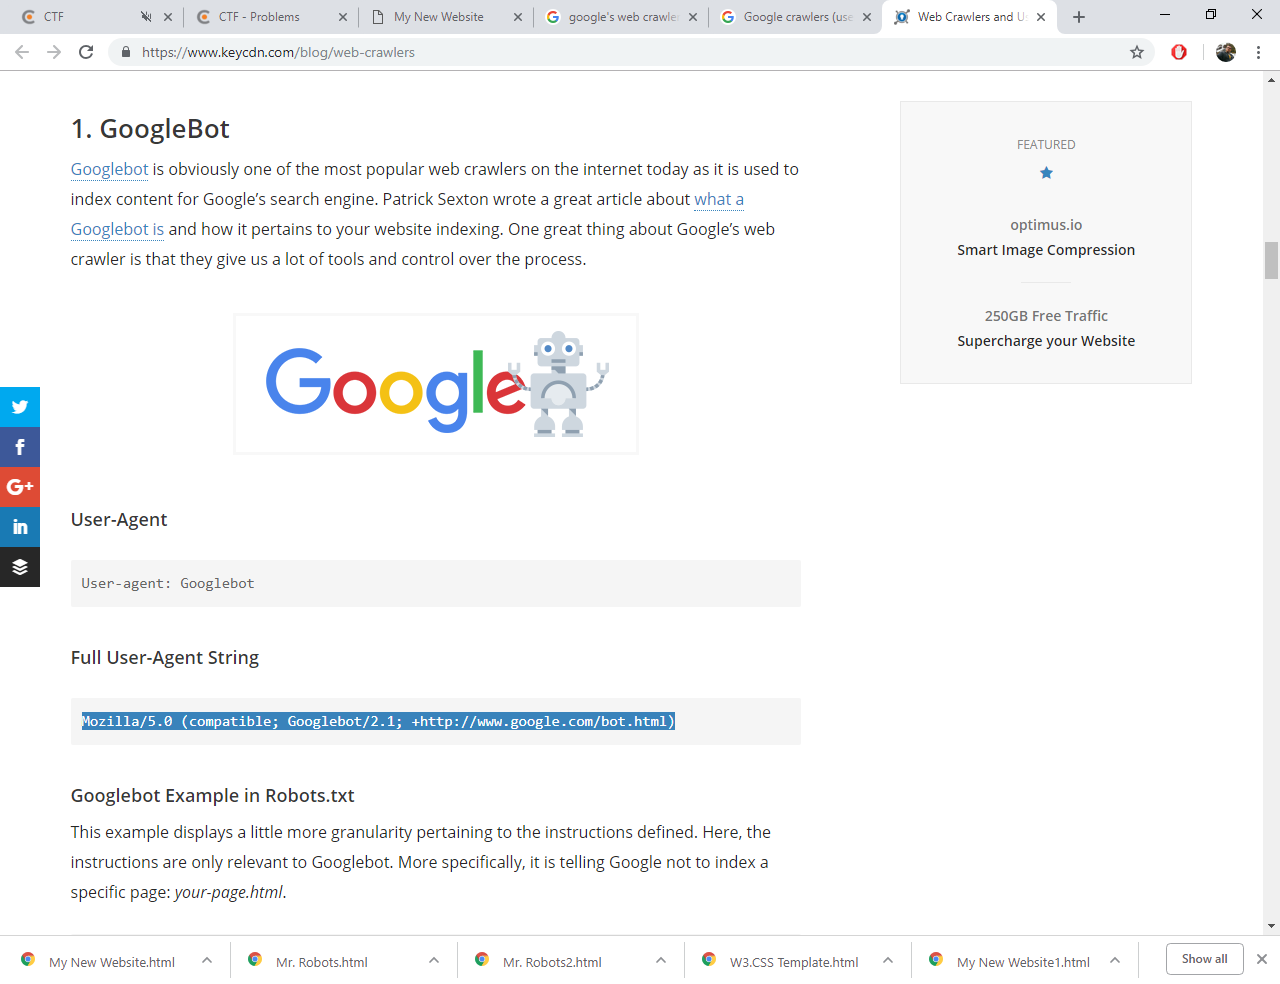 CTF
CTF - Problems
My New Website
google's web crawle
Google crawlers (use
Web Crawlers and U
https://www.keycdn.com/blog/web-crawlers
1. GoogleBot
Googlebot is obviously one of the most popular web crawlers on the internet today as it is used to
index content for Google’s search engine. Patrick Sexton wrote a great article about what a
Googlebot is and how it pertains to your website indexing. One great thing about Google’s web
crawler is that they give us a lot of tools and control over the process.
Google
FEATURED
optimus.io
Smart Image Compression
250GB Free Traffic
Supercharge your Website
f
G+
in
User-Agent
User-agent: Googlebot
Full User-Agent String
Mozilla/5.0 (compatible; Googlebot/2.1; +http://www.google.com/bot.html)
Googlebot Example in Robots.txt
This example displays a little more granularity pertaining to the instructions defined. Here, the
instructions are only relevant to Googlebot. More specifically, it is telling Google not to index a
specific page: your-page.html.
My New Website.html
Mr. Robots.html
Mr. Robots2.html
W3.CSS Template.html
My New Website1.html
Show all